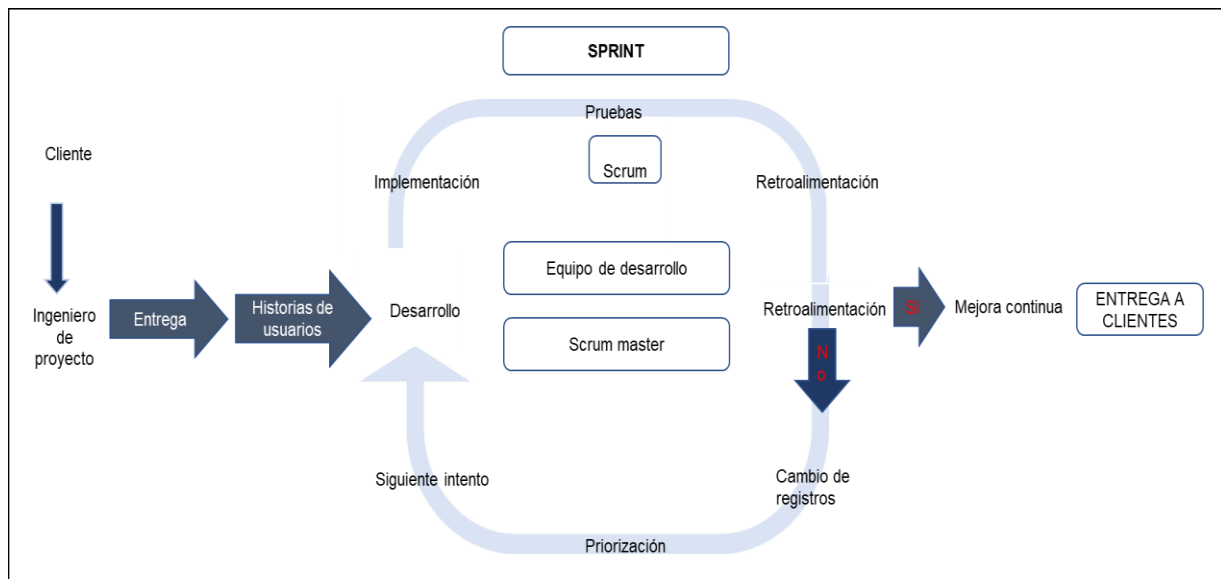 SPRINT
Pruebas
Cliente
Scrum
Implementación
Retroalimentación
Equipo de desarrollo
Ingeniero
de
proyecto
Entrega
Historias de
usuarios
Desarrollo
Retroalimentación
SI
Mejora continua
ENTREGA A
CLIENTES
Scrum master
N
o
Siguiente intento
Cambio de
registros
Priorización